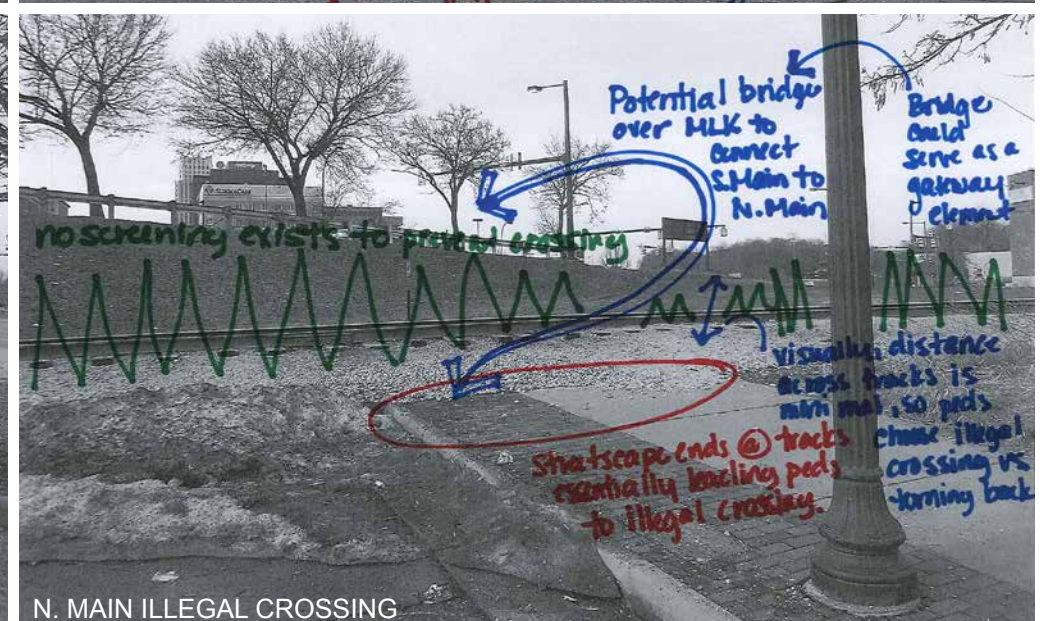 Potential bridge
over MLK to
connect
S.Main to
N.Main
Bridge
could
serve as a
gateway
element
no screening exists to prevent crossing
visually, distance
across tracks is
minimal, so peds
choose illegal
crossing vs
turning back
Streetscape ends @ tracks
essentially leading peds
to illegal crossing.
N. MAIN ILLEGAL CROSSING